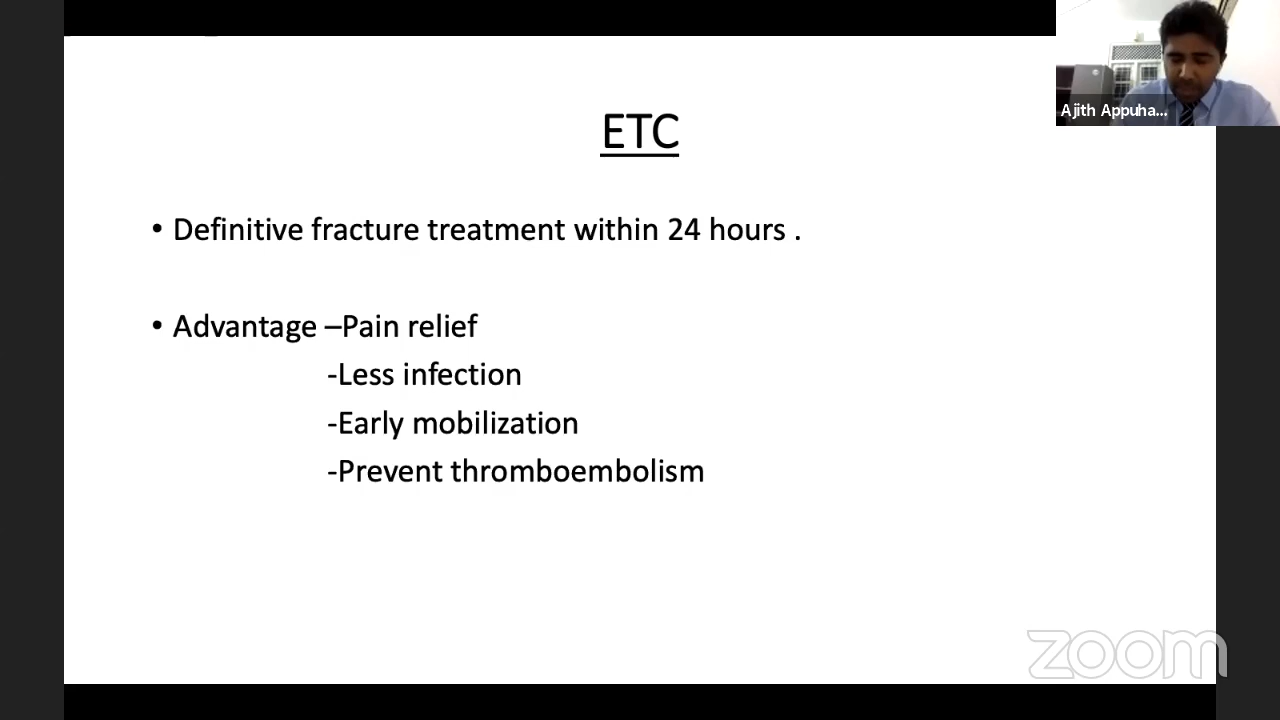 Ajith Appuha...
ETC
• Definitive fracture treatment within 24 hours .
• Advantage –Pain relief
-Less infection
-Early mobilization
-Prevent thromboembolism
zoom